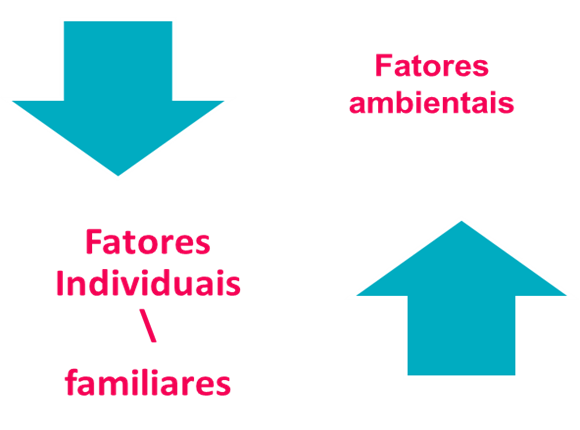 Fatores
ambientais
Fatores
Individuais
\
familiares